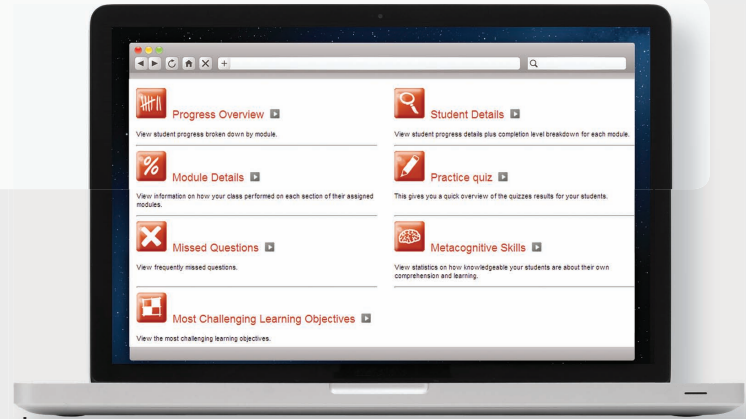 Progress Overview
View student progress broken down by module.
Student Details
View student progress details plus completion level breakdown for each module.
%
Module Details
View information on how your class performed on each section of their assigned
modules.
Practice quiz
This gives you a quick overview of the quizzes results for your students.
Missed Questions
View frequently missed questions.
Metacognitive Skills
View statistics on how knowledgeable your students are about their own
comprehension and learning.
Most Challenging Learning Objectives
View the most challenging learning objectives.